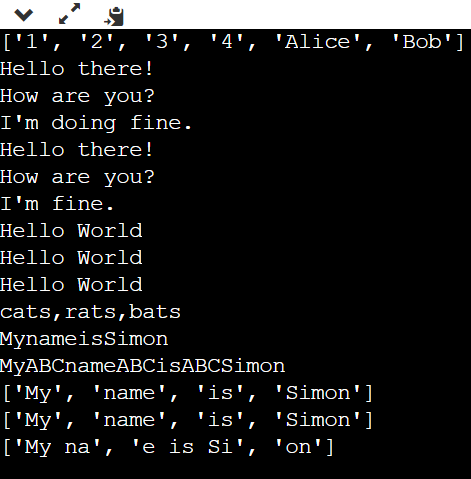 ['1', '2', '3', '4', 'Alice', 'Bob']
Hello there!
How are you?
I'm doing fine.
Hello there!
How are you?
I'm fine.
Hello World
Hello World
Hello World
cats,rats,bats
MynameisSimon
MyABCnameABCisABCSimon
['My', 'name', 'is', 'Simon']
['My', 'name', 'is', 'Simon']
['My na', 'e is Si', 'on']